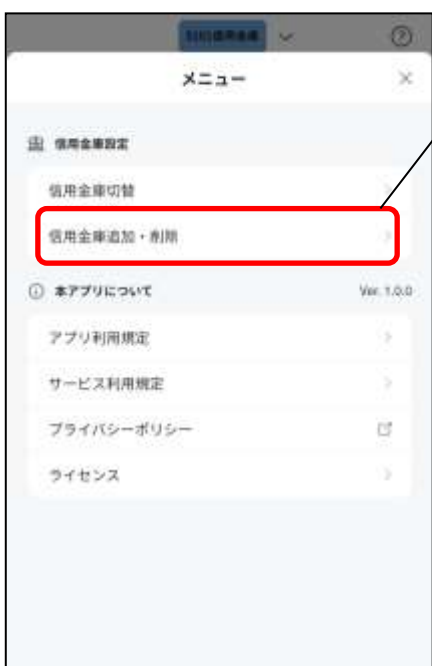 メニュー
信用金庫設定
信用金庫切替
信用金庫追加・削除
本アプリについて Ver. 1.0.0
アプリ利用規定
サービス利用規定
プライバシーポリシー
ライセンス